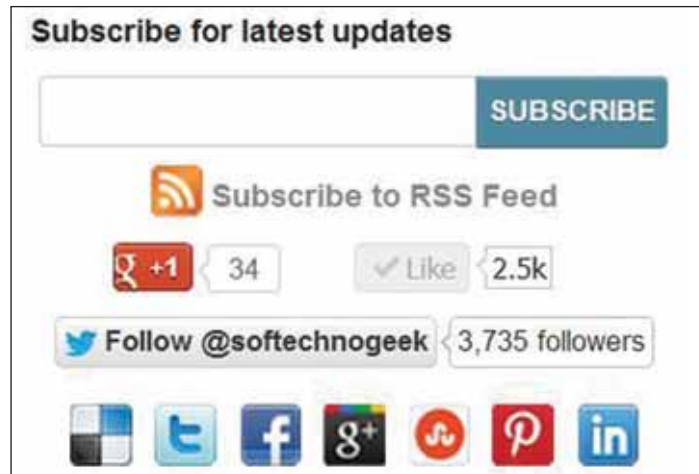 Subscribe for latest updates
SUBSCRIBE
Subscribe to RSS Feed
g +1 34 Like 2.5k
Follow @softechnogeek 3,735 followers
t f g+ P in